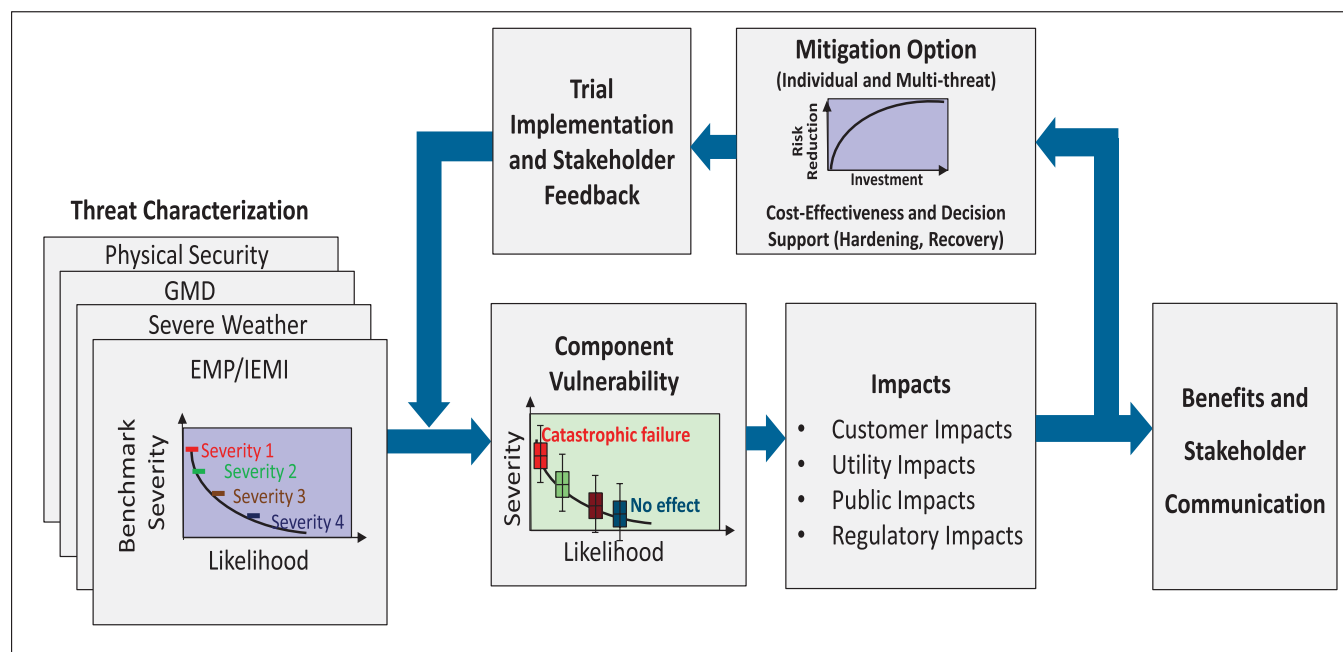 Threat Characterization
Physical Security
GMD
Severe Weather
EMP/IEMI
Benchmark
Severity
Severity 1
Severity 2
Severity 3
Severity 4
Likelihood
Trial
Implementation
and Stakeholder
Feedback
Mitigation Option
(Individual and Multi-threat)
Risk
Reduction
Investment
Cost-Effectiveness and Decision
Support (Hardening, Recovery)
Component
Vulnerability
Severity
Catastrophic failure
No effect
Likelihood
Impacts
• Customer Impacts
• Utility Impacts
• Public Impacts
• Regulatory Impacts
Benefits and
Stakeholder
Communication